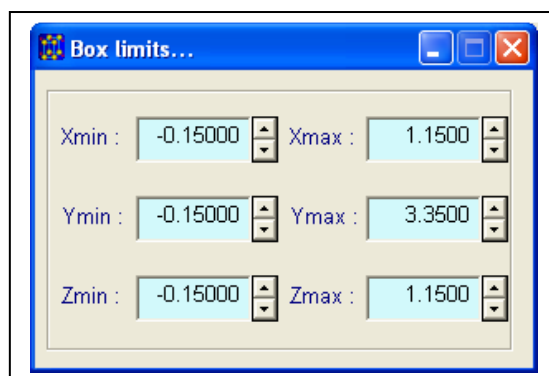 Box limits...
Xmin : -0.15000 Xmax : 1.1500
Ymin : -0.15000 Ymax : 3.3500
Zmin : -0.15000 Zmax : 1.1500